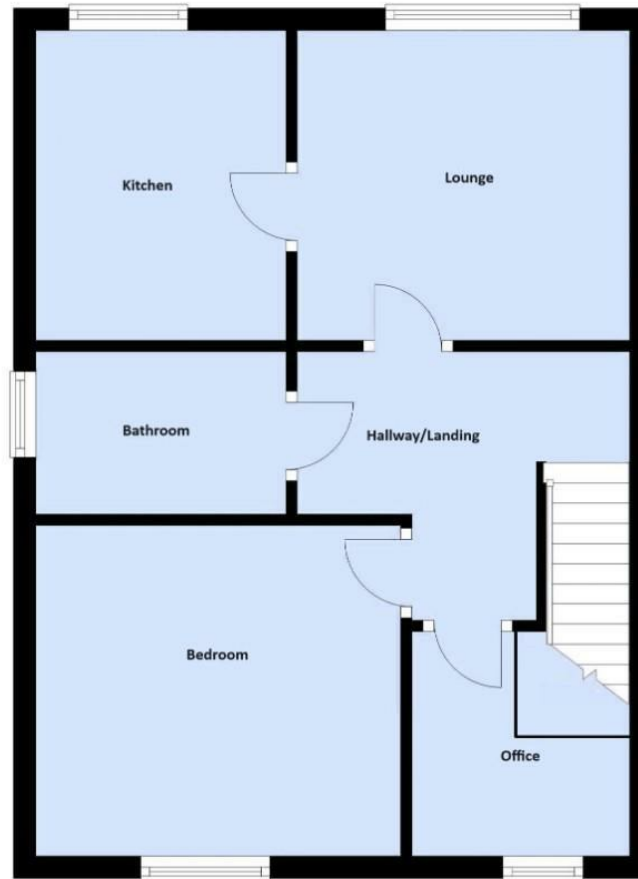 Kitchen
Lounge
Bathroom
Hallway/Landing
Bedroom
Office